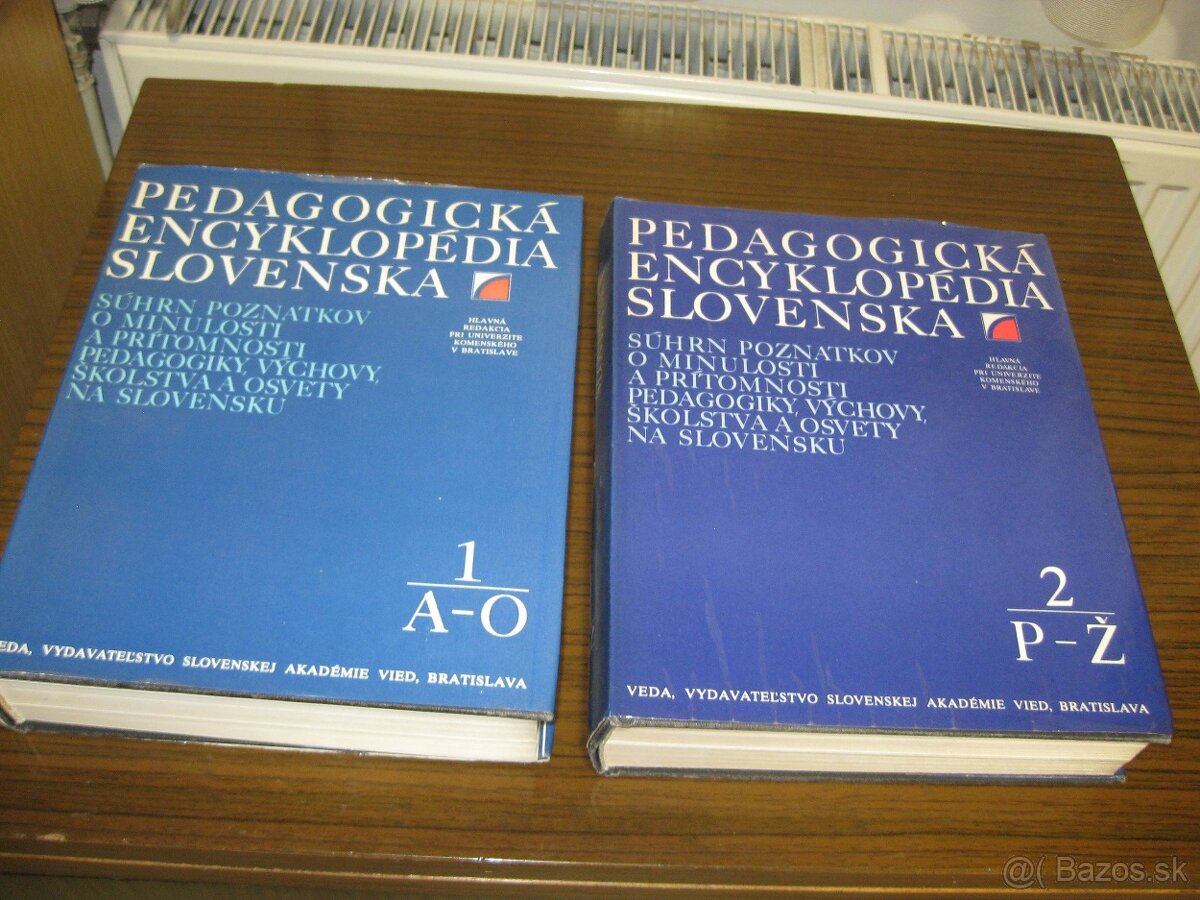 PEDAGOGICKÁ
ENCYKLOPÉDIA
SLOVENSKA
SÚHRN POZNATKOV
O MINULOSTI
A PRÍTOMNOSTI
PEDAGOGIKY, VÝCHOVY,
ŠKOLSTVA A OSVETY
NA SLOVENSKU
HLAVNÁ
REDAKCIA
PRI UNIVERZITE
KOMENSKÉHO
V BRATISLAVE
1
A–O
EDA, VYDAVATEĽSTVO SLOVENSKEJ AKADÉMIE VIED, BRATISLAVA
PEDAGOGICKÁ
ENCYKLOPÉDIA
SLOVENSKA
SÚHRN POZNATKOV
O MINULOSTI
A PRÍTOMNOSTI
PEDAGOGIKY, VÝCHOVY,
ŠKOLSTVA A OSVETY
NA SLOVENSKU
HLAVNÁ
REDAKCIA
PRI UNIVERZITE
KOMENSKÉHO
V BRATISLAVE
2
P–Ž
VEDA, VYDAVATEĽSTVO SLOVENSKEJ AKADÉMIE VIED, BRATISLAVA
@( Bazos.sk